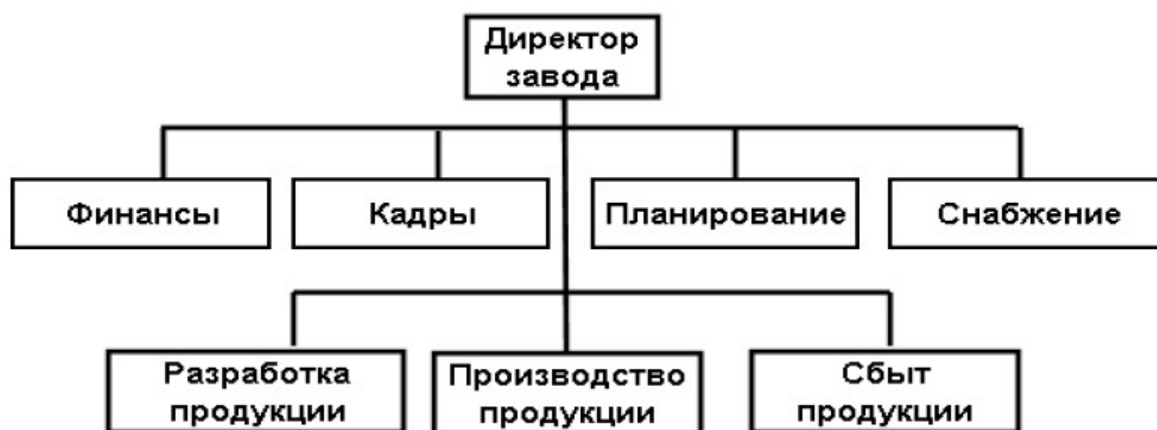 Директор
завода
Финансы
Кадры
Планирование
Снабжение
Разработка
продукции
Производство
продукции
Сбыт
продукции